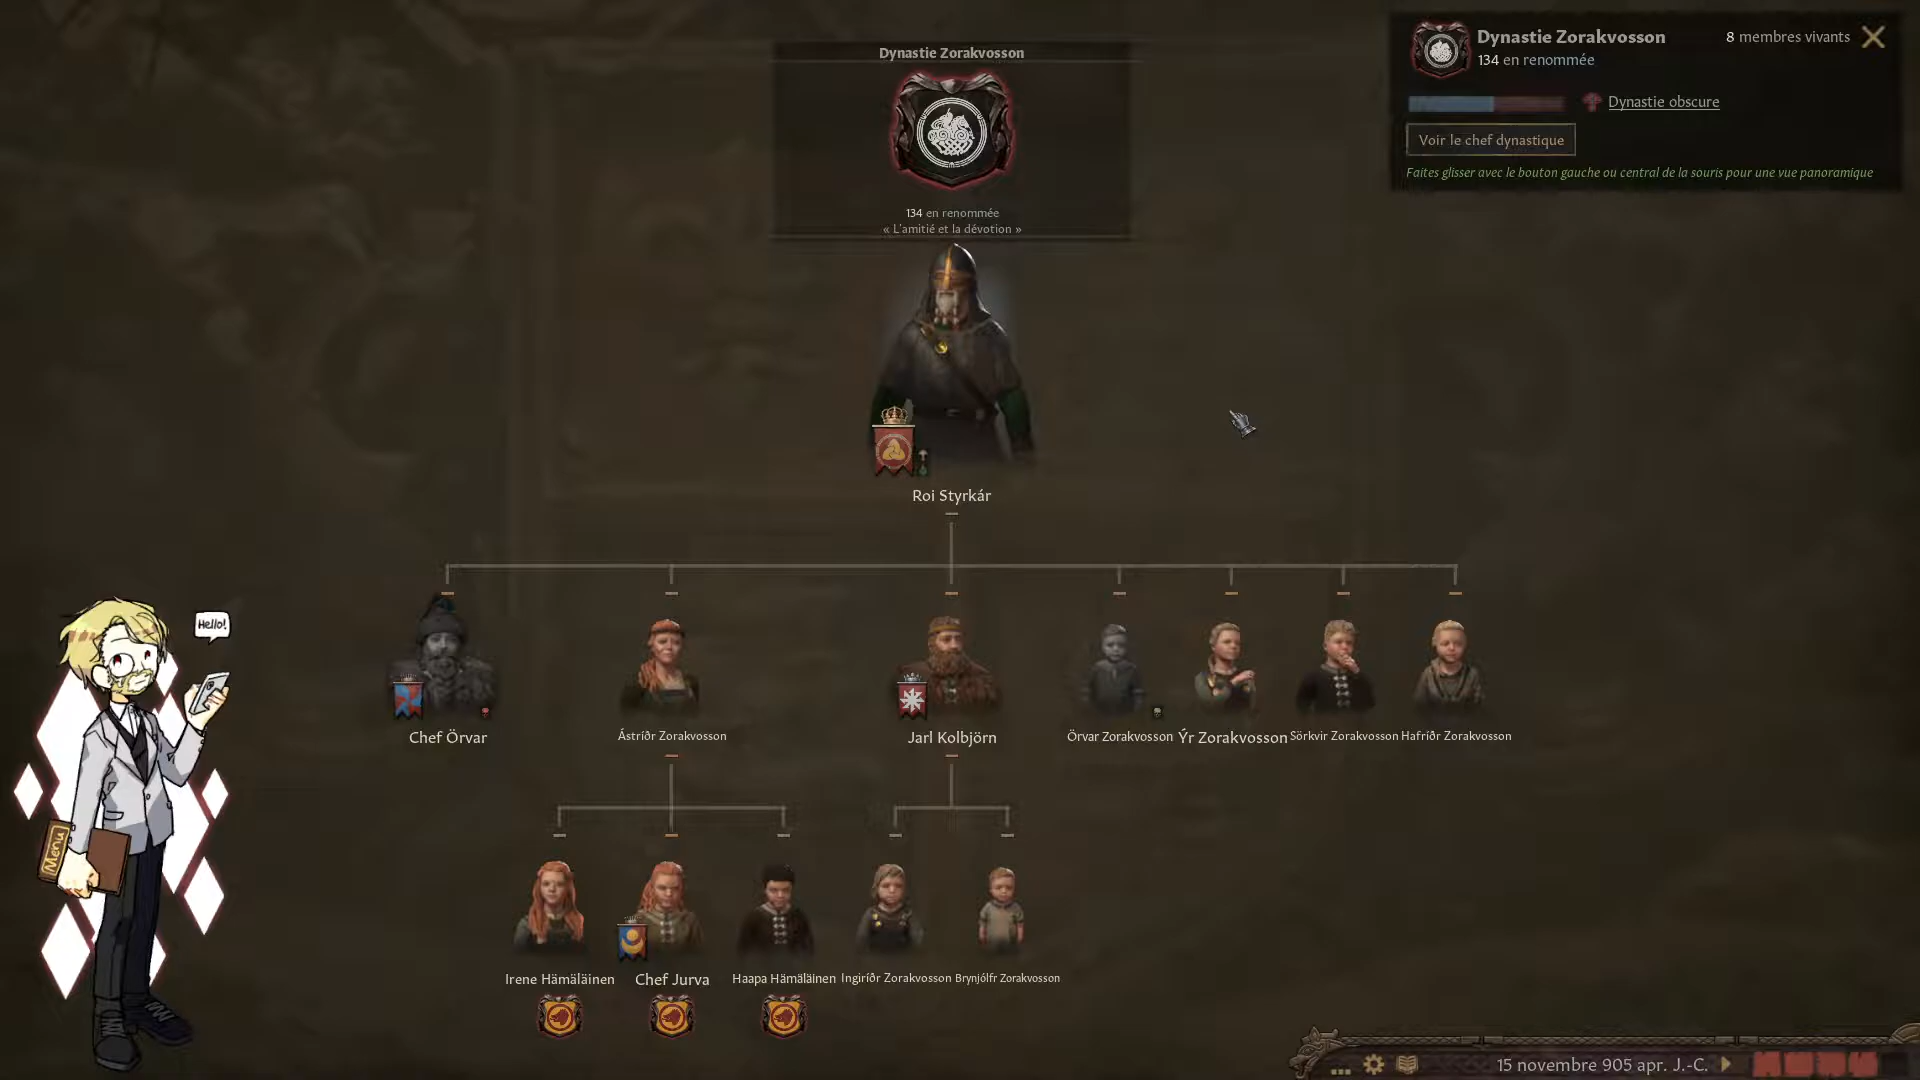 Dynastie Zorakvosson
134 en renommée
« L'amitié et la dévotion »
Dynastie Zorakvosson
8 membres vivants
134 en renommée
Dynastie obscure
Voir le chef dynastique
Faites glisser avec le bouton gauche ou central de la souris pour une vue panoramique
Roi Styrkár
Hello!
Menu
Chef Örvar
Ástríðr Zorakvosson
Jarl Kolbjörn
Örvar Zorakvosson
Ýr Zorakvosson
Sörkvir Zorakvosson
Hafríðr Zorakvosson
Irene Hämäläinen
Chef Jurva
Haapa Hämäläinen
Ingiríðr Zorakvosson
Brynjólfr Zorakvosson
15 novembre 905 apr. J.-C.